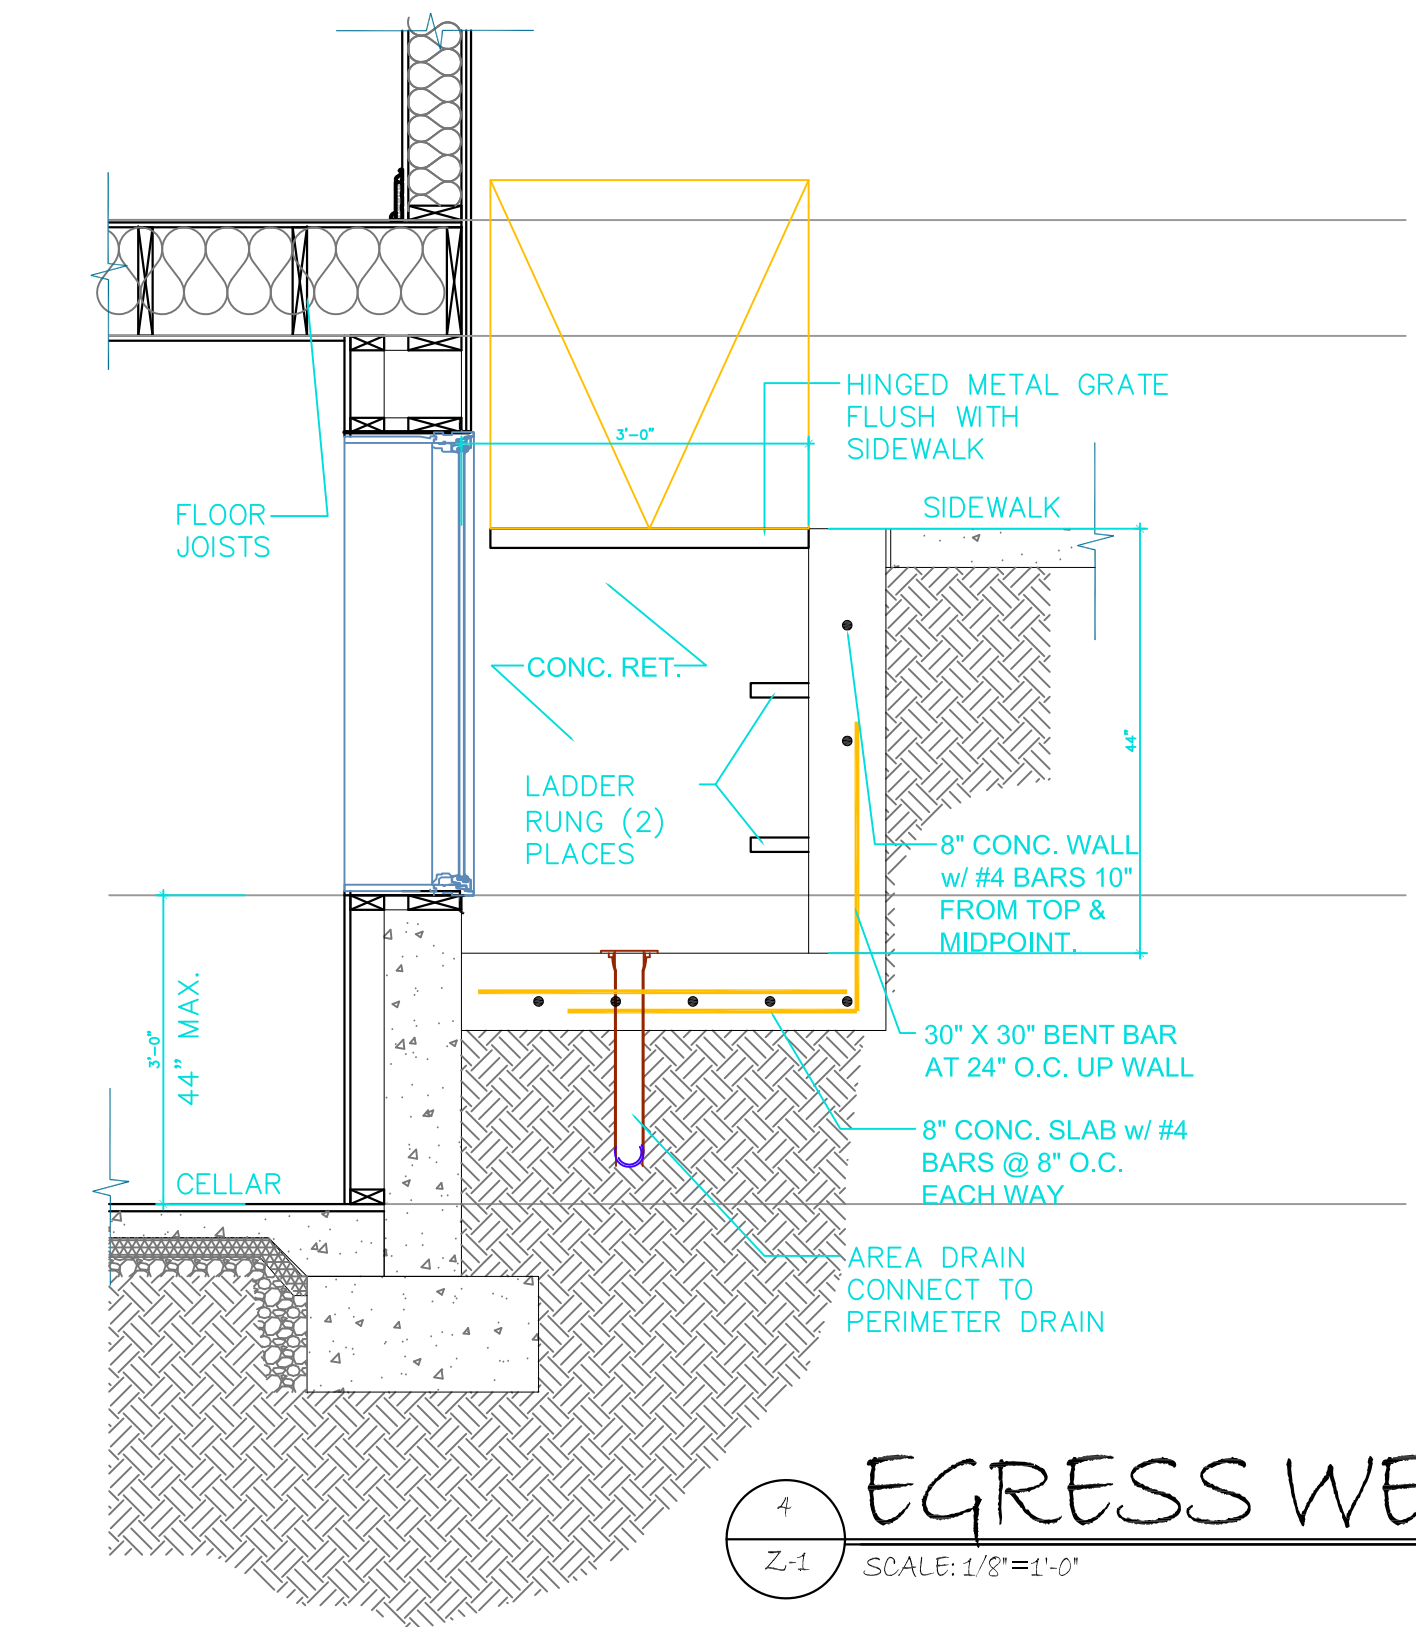 HINGED METAL GRATE
FLUSH WITH
SIDEWALK
3'-0"
SIDEWALK
FLOOR
JOISTS
CONC. RET.
44"
LADDER
RUNG (2)
PLACES
8" CONC. WALL
w/ #4 BARS 10"
FROM TOP &
MIDPOINT.
3'-0"
44" MAX.
30" X 30" BENT BAR
AT 24" O.C. UP WALL
8" CONC. SLAB w/ #4
BARS @ 8" O.C.
EACH WAY
CELLAR
AREA DRAIN
CONNECT TO
PERIMETER DRAIN
EGRESS WE
4
Z-1
SCALE: 1/8"=1'-0"